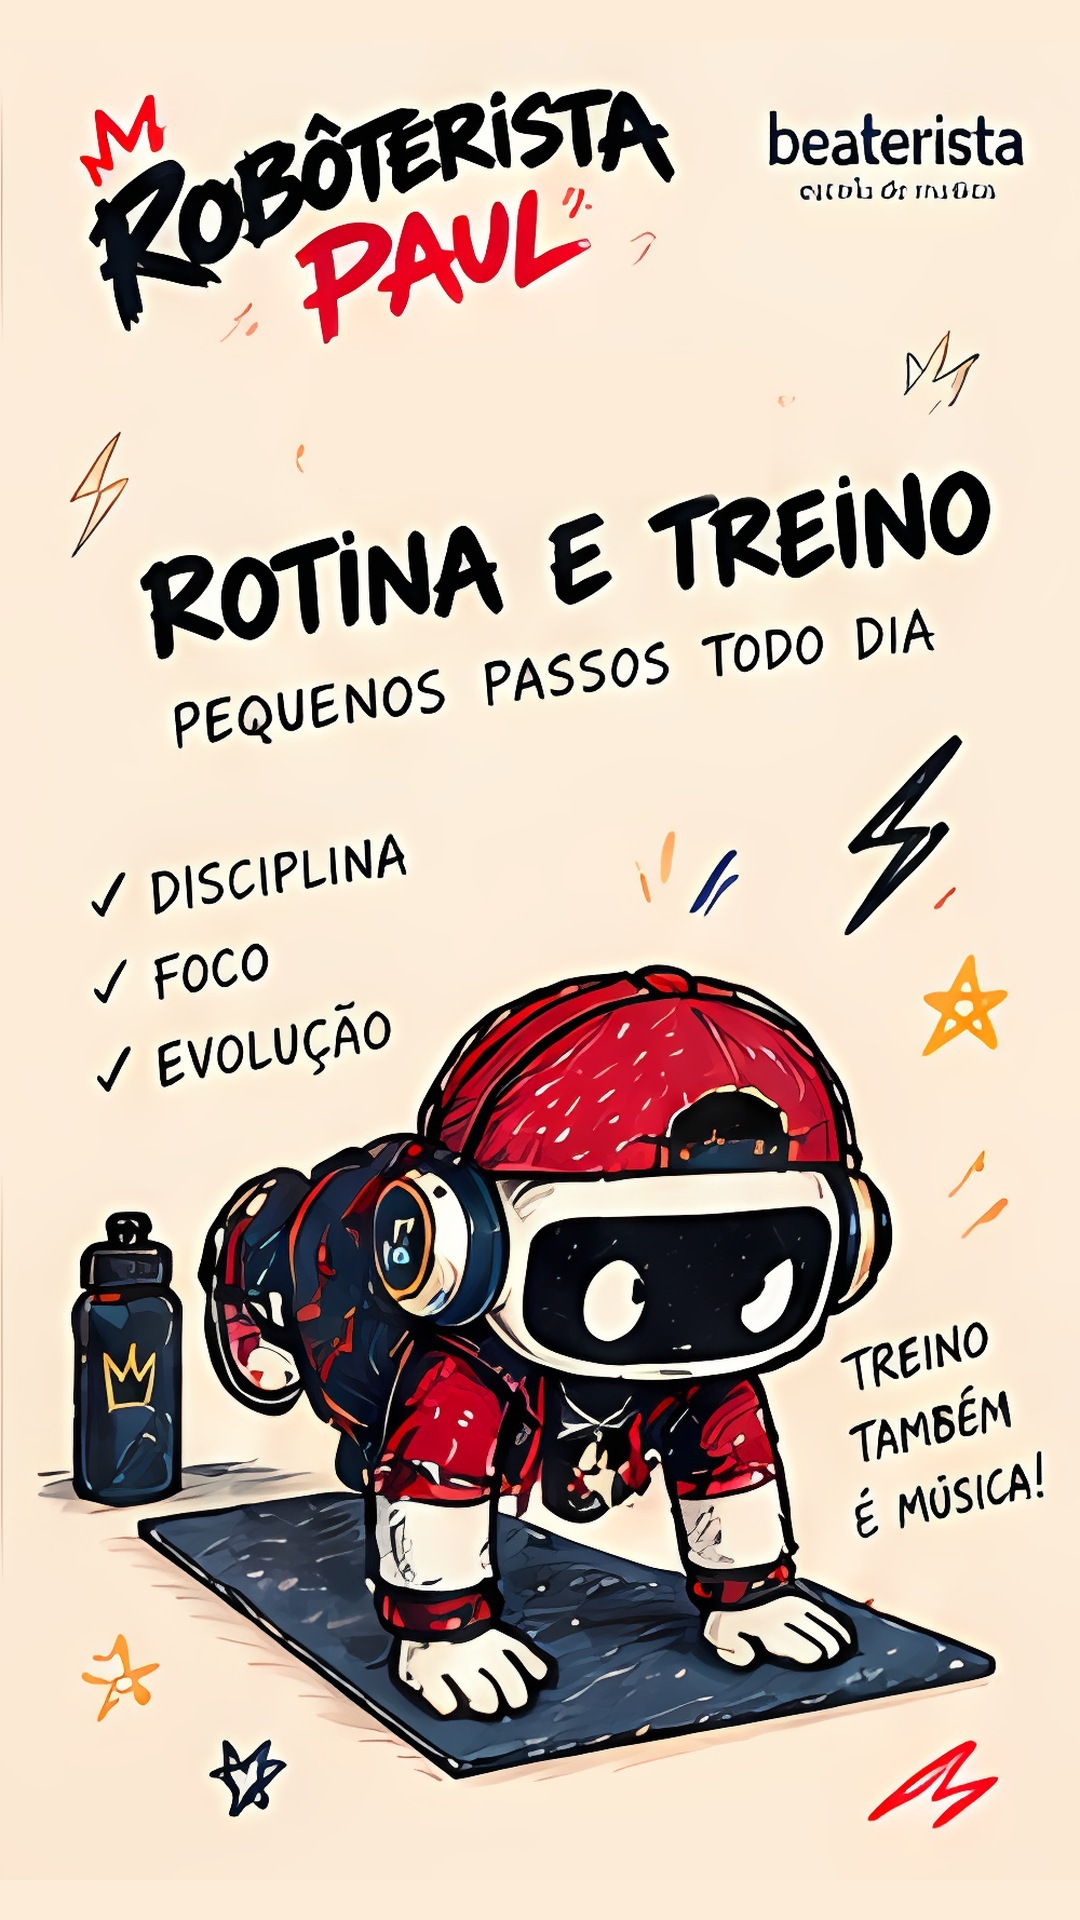 ROBÔTERISTA
PAUL
beaterista
ROTINA E TREINO
PEQUENOS PASSOS TODO DIA
✓ DISCIPLINA
✓ FOCO
✓ EVOLUÇÃO
TREINO
TAMBÉM
É MÚSICA!